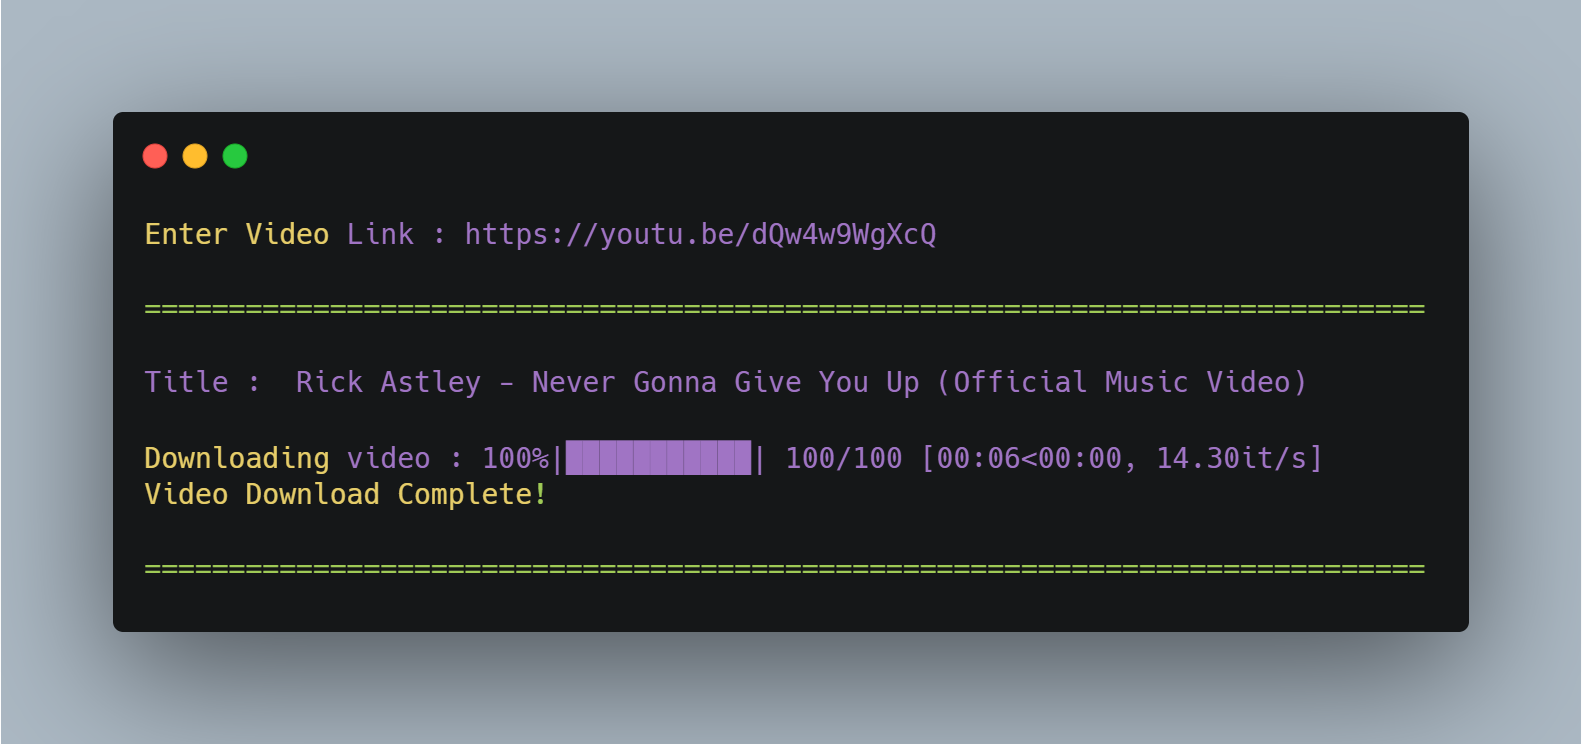 Enter Video Link : https://youtu.be/dQw4w9WgXcQ
============================================================================
Title :  Rick Astley - Never Gonna Give You Up (Official Music Video)
Downloading video : 100%|███████████| 100/100 [00:06<00:00, 14.30it/s]
Video Download Complete!
============================================================================